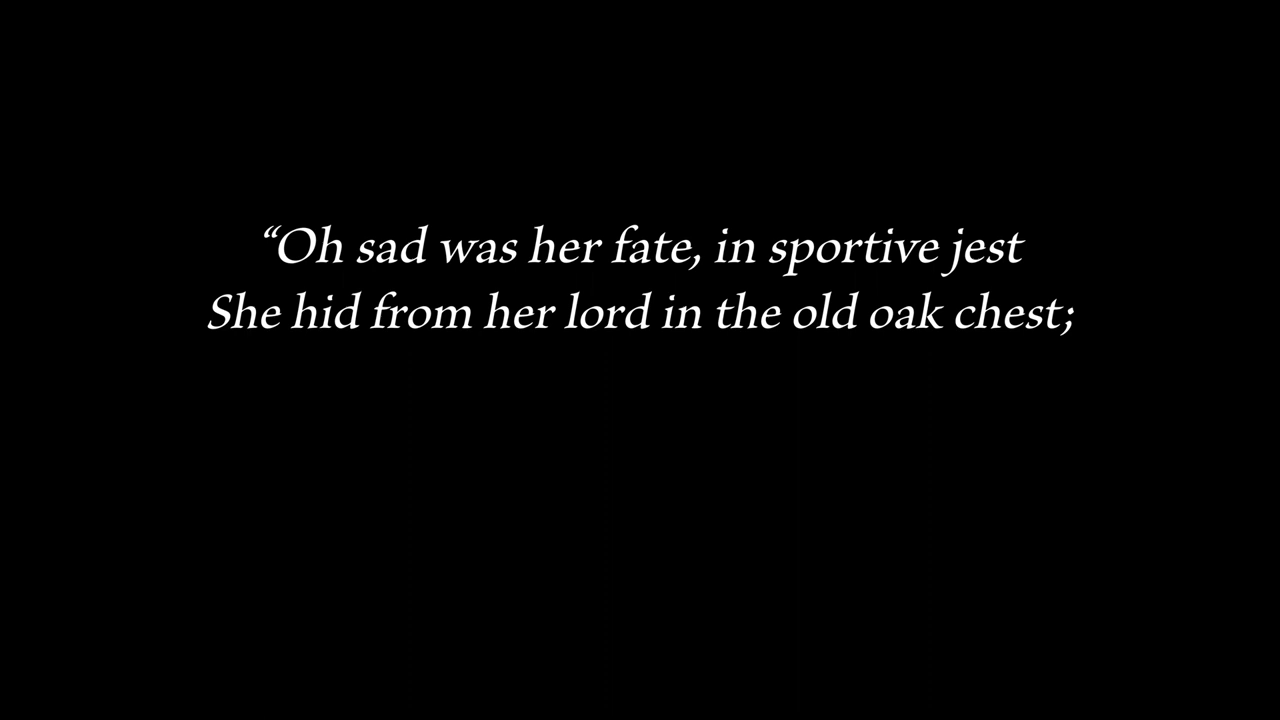 “Oh sad was her fate, in sportive jest
She hid from her lord in the old oak chest;